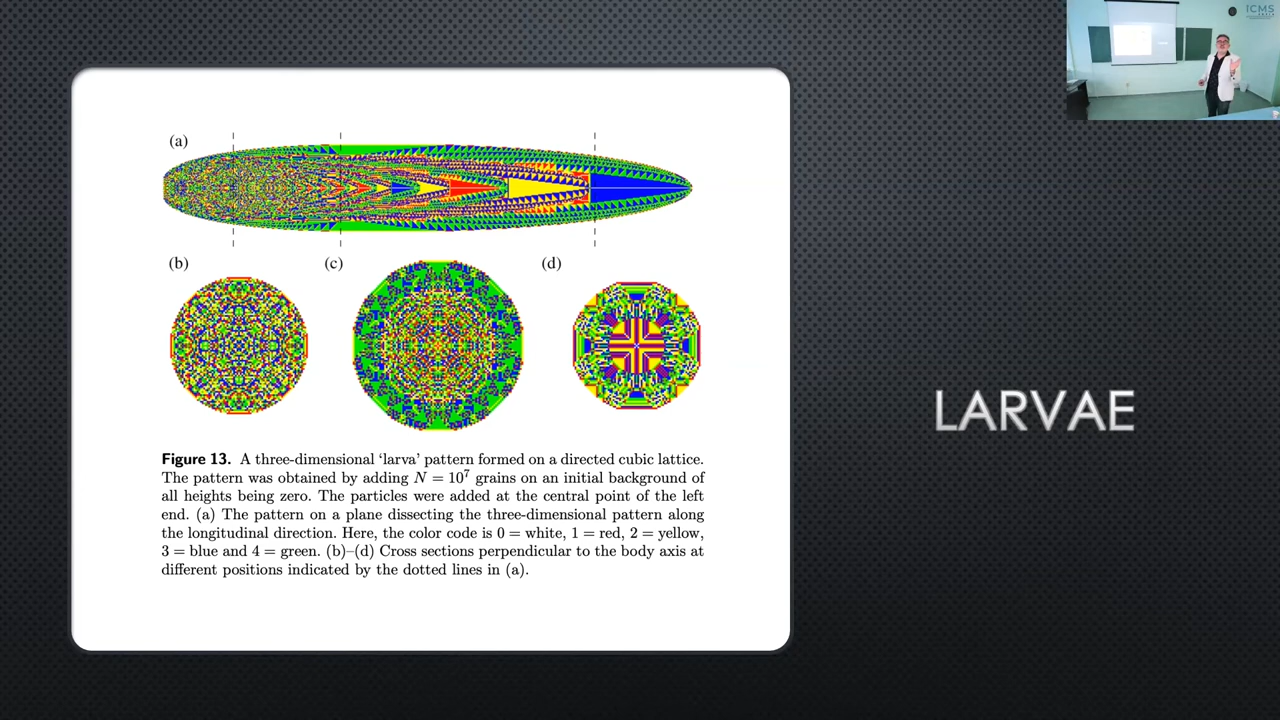 ICMS
(a)
(b)
(c)
(d)
LARVAE
Figure 13. A three-dimensional ‘larva’ pattern formed on a directed cubic lattice.
The pattern was obtained by adding N = 10⁷ grains on an initial background of
all heights being zero. The particles were added at the central point of the left
end. (a) The pattern on a plane dissecting the three-dimensional pattern along
the longitudinal direction. Here, the color code is 0 = white, 1 = red, 2 = yellow,
3 = blue and 4 = green. (b)–(d) Cross sections perpendicular to the body axis at
different positions indicated by the dotted lines in (a).